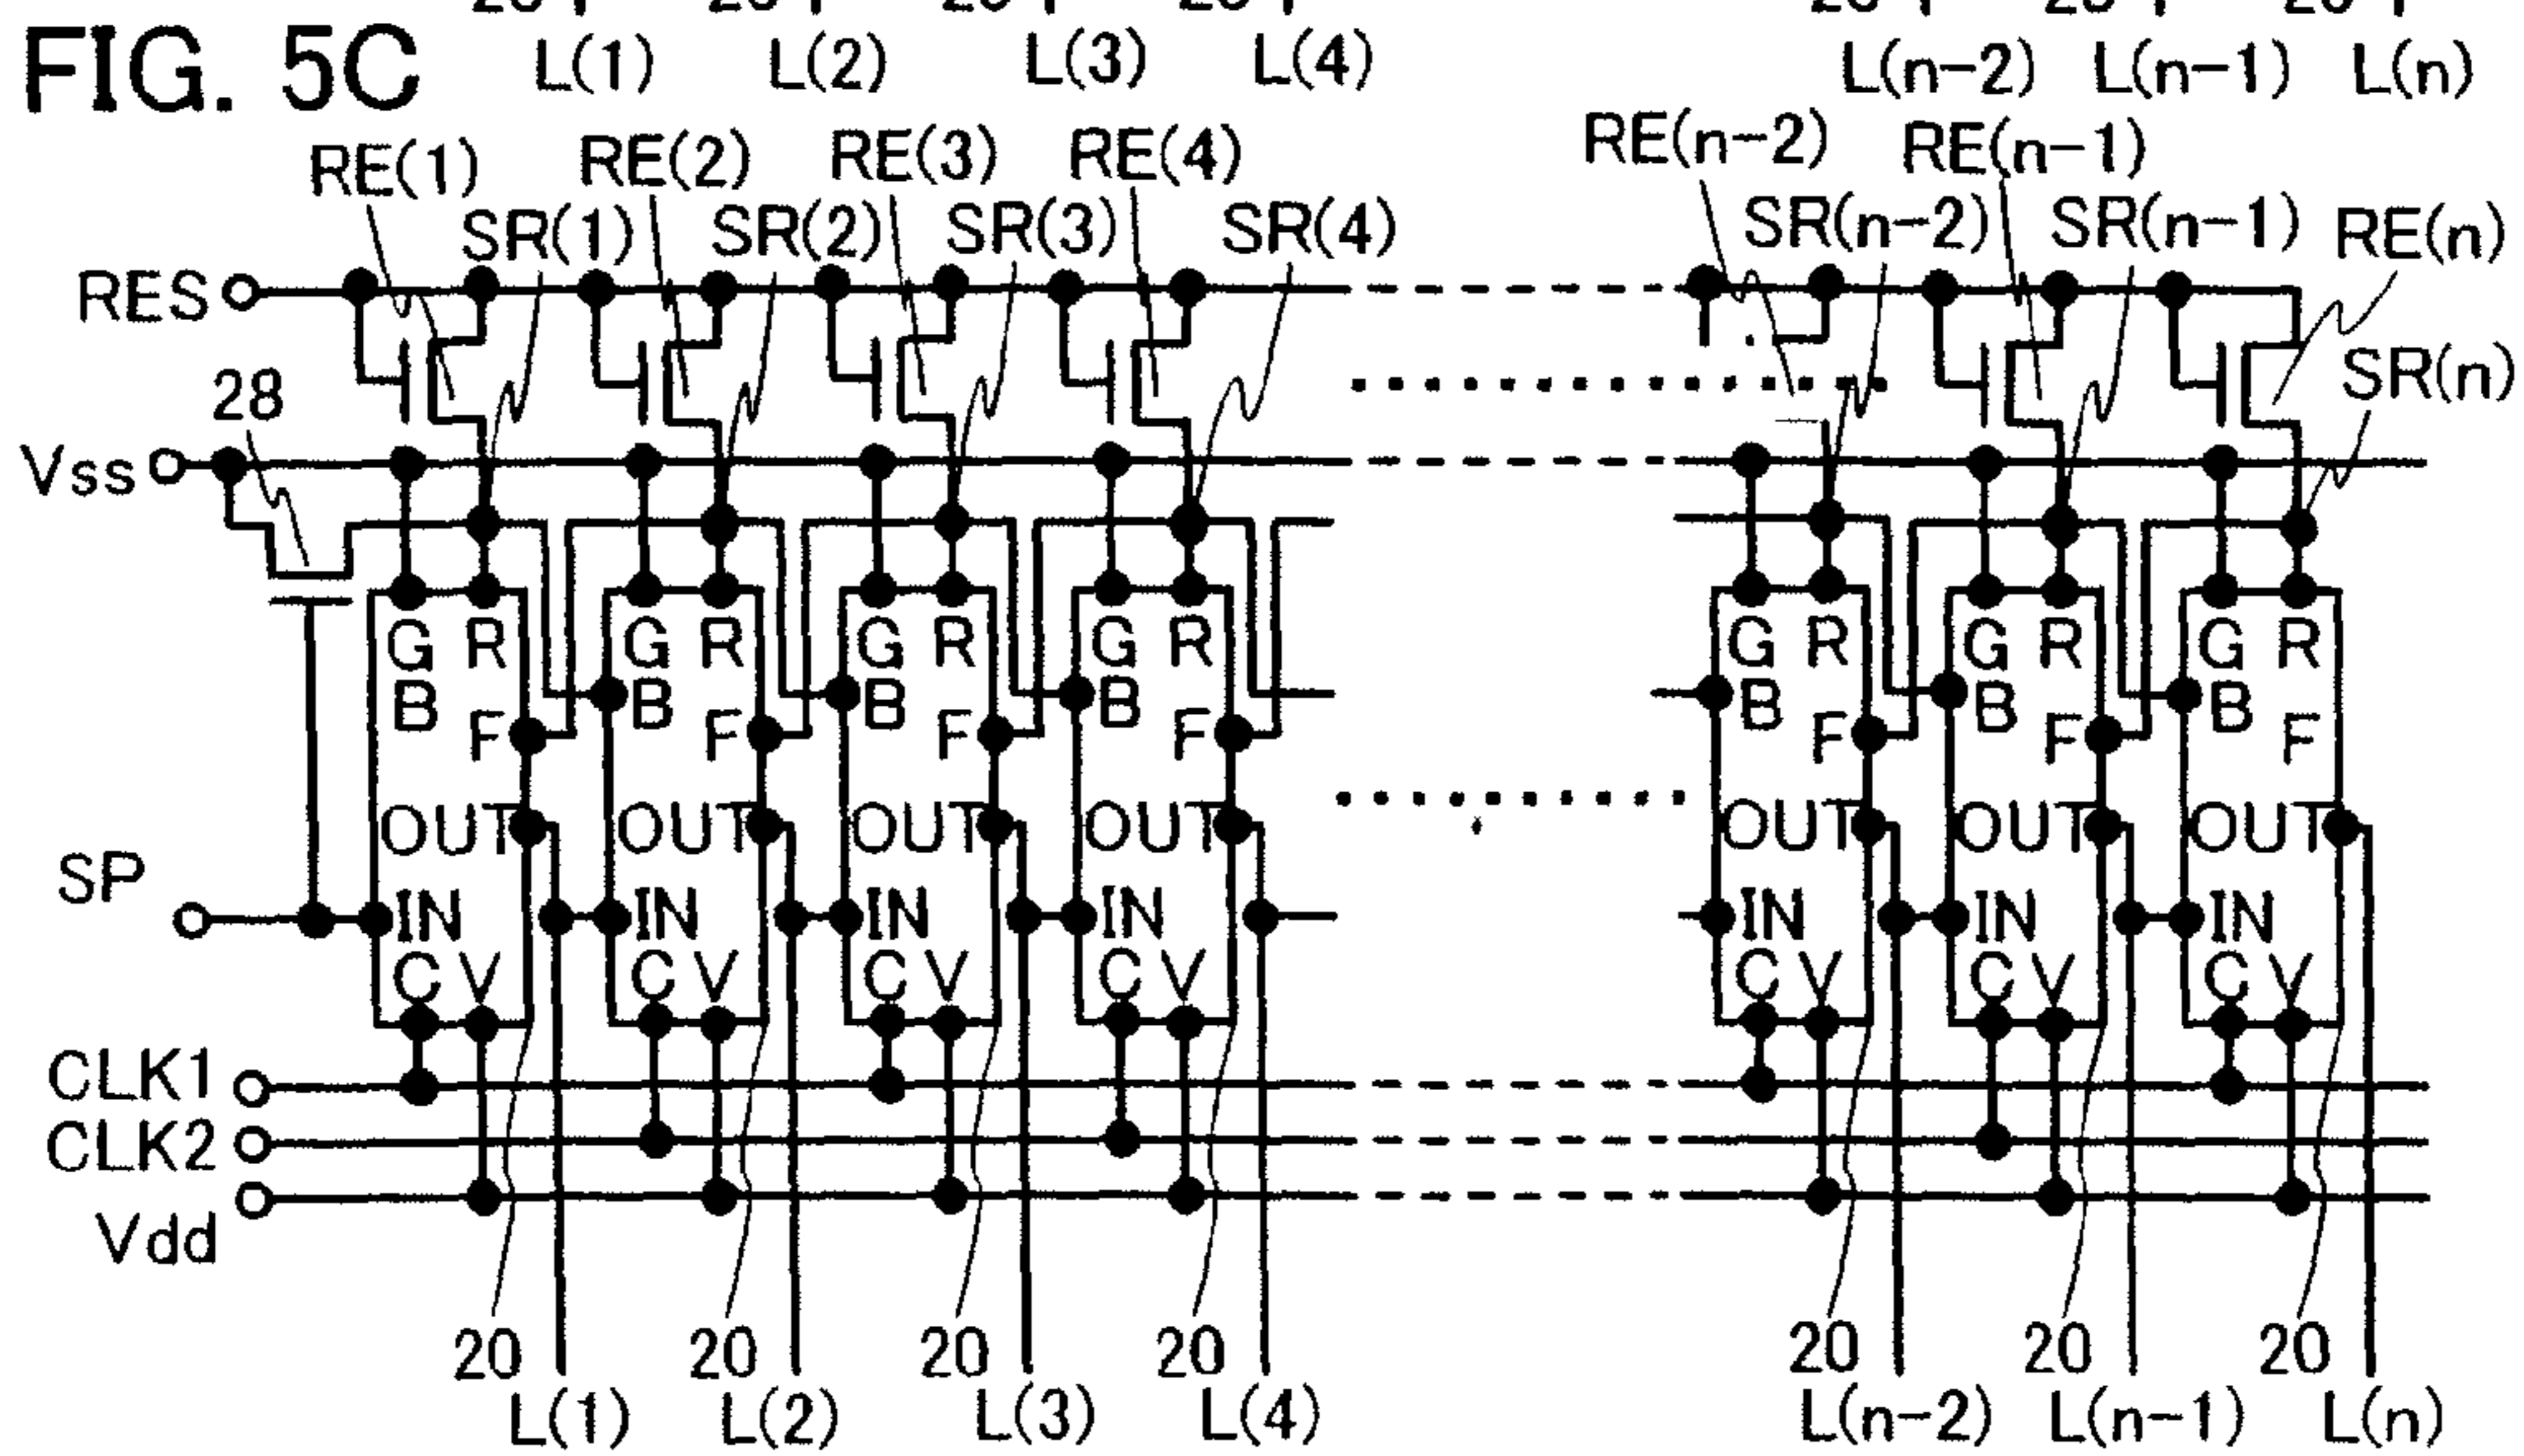 FIG. 5C
L(1) L(2) L(3) L(4) L(n-2) L(n-1) L(n)
RE(1) RE(2) RE(3) RE(4) RE(n-2) RE(n-1)
SR(1) SR(2) SR(3) SR(4) SR(n-2) SR(n-1) RE(n)
RES
28 SR(n)
Vss
G R G R G R G R G R G R G R
B B B B B B B
F F F F F F F
OUT OUT OUT OUT OUT OUT OUT
SP
IN IN IN IN IN IN IN
C V C V C V C V C V C V C V
CLK1
CLK2
Vdd
20 20 20 20 20 20 20
L(1) L(2) L(3) L(4) L(n-2) L(n-1) L(n)